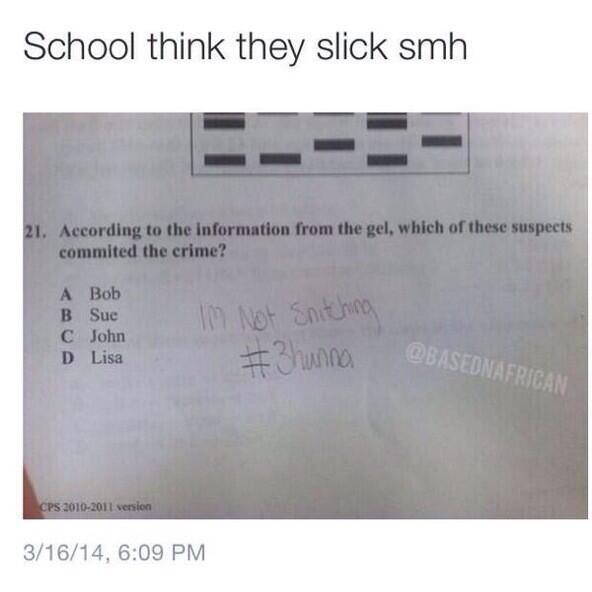 School think they slick smh
21. According to the information from the gel, which of these suspects
commited the crime?
A Bob
B Sue
C John
D Lisa
Im Not Snitching
#3hunna
@BASEDNAFRICAN
CPS 2010-2011 version
3/16/14, 6:09 PM